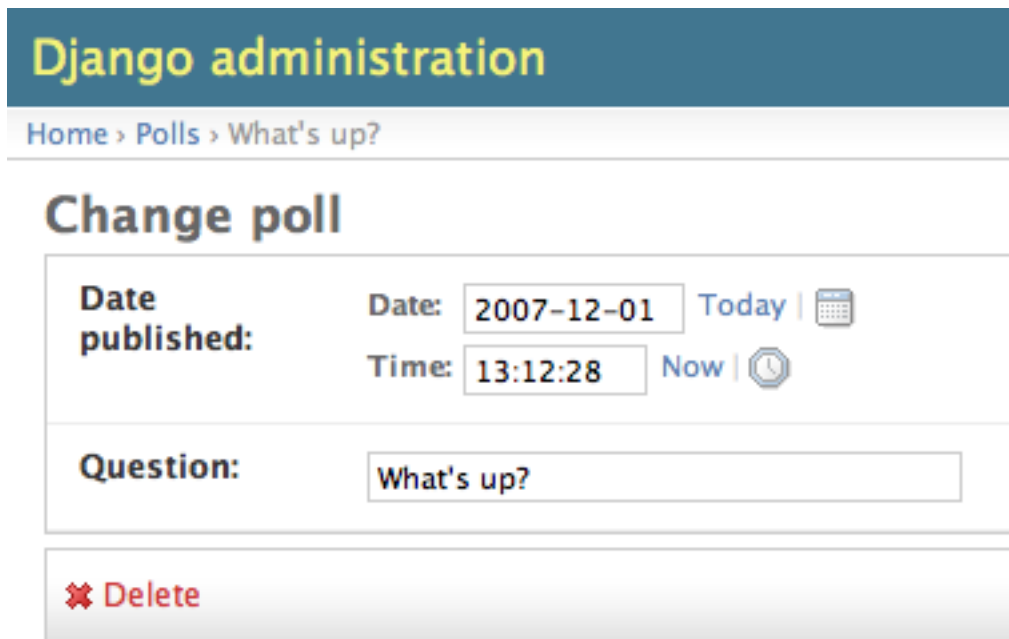 Django administration
Home › Polls › What's up?
Change poll
Date published:
Date: 2007-12-01 Today |
Time: 13:12:28 Now |
Question: What's up?
Delete